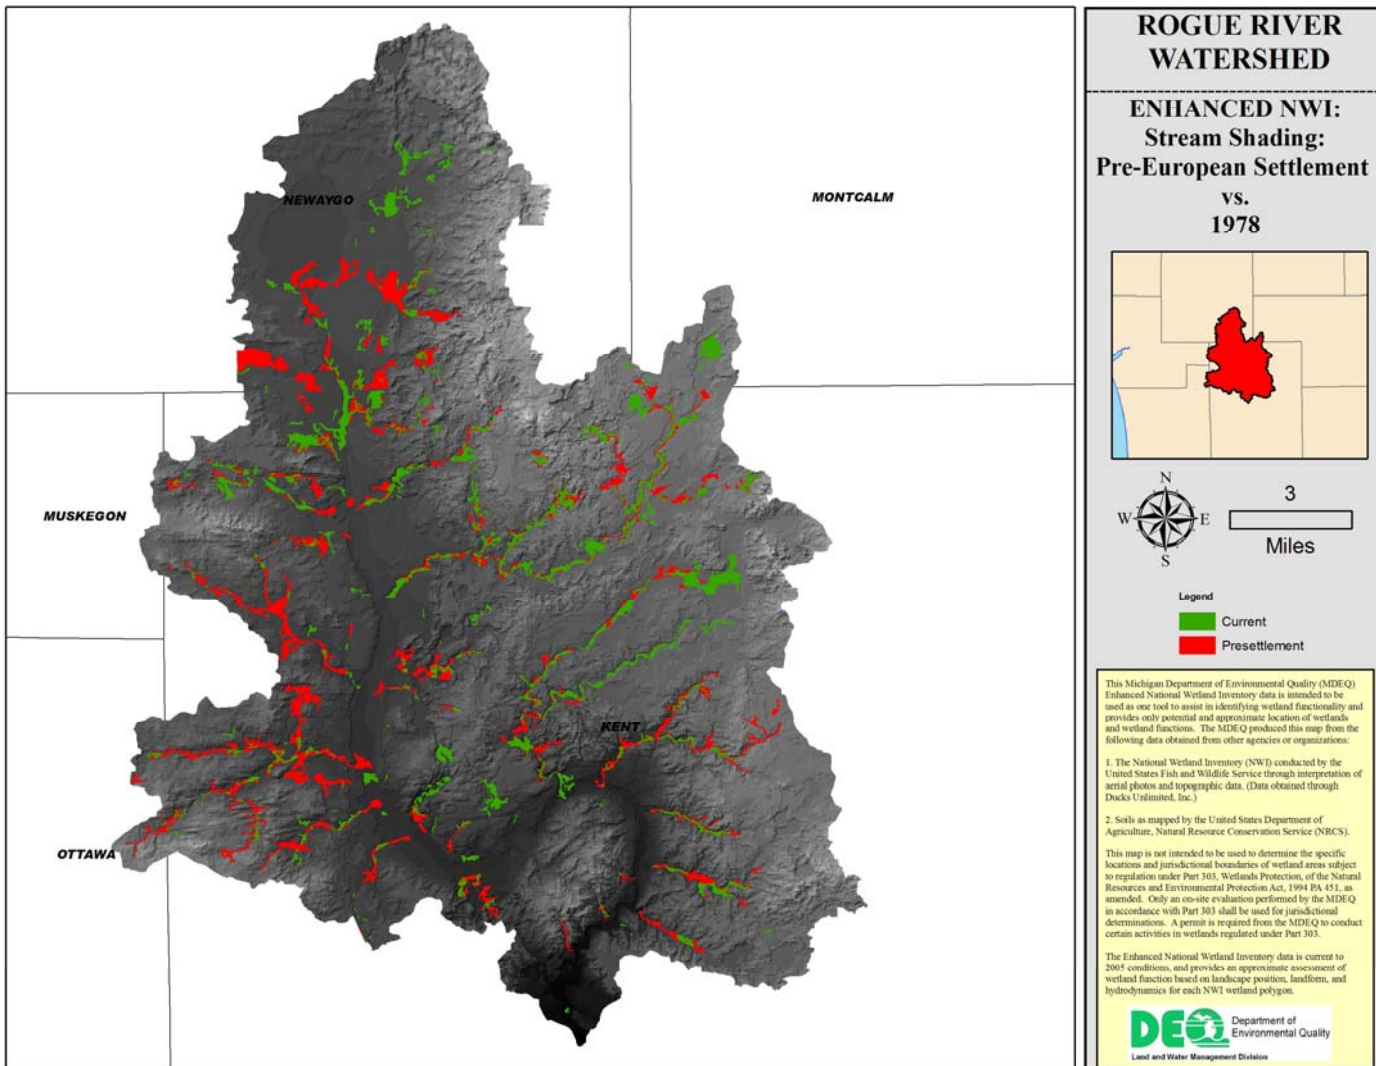 ROGUE RIVER
WATERSHED
ENHANCED NWI:
Stream Shading:
Pre-European Settlement
vs.
1978
NEWAYGO
MONTCALM
MUSKEGON
KENT
OTTAWA
N
W
E
S
3
Miles
Legend
Current
Presettlement
This Michigan Department of Environmental Quality (MDEQ)
Enhanced National Wetland Inventory data is intended to be
used as one tool to assist in identifying wetland functionality and
provides only potential and approximate location of wetlands
and wetland functions. The MDEQ produced this map from the
following data obtained from other agencies or organizations:
1. The National Wetland Inventory (NWI) conducted by the
United States Fish and Wildlife Service through interpretation of
aerial photos and topographic data. (Data obtained through
Ducks Unlimited, Inc.)
2. Soils as mapped by the United States Department of
Agriculture, Natural Resource Conservation Service (NRCS).
This map is not intended to be used to determine the specific
locations and jurisdictional boundaries of wetland areas subject
to regulation under Part 303, Wetlands Protection, of the Natural
Resources and Environmental Protection Act, 1994 PA 451, as
amended. Only an on-site evaluation performed by the MDEQ
in accordance with Part 303 shall be used for jurisdictional
determinations. A permit is required from the MDEQ to conduct
certain activities in wetlands regulated under Part 303.
The Enhanced National Wetland Inventory data is current to
2005 conditions, and provides an approximate assessment of
wetland function based on landscape position, landform, and
hydrodynamics for each NWI wetland polygon.
DEQ
Department of
Environmental Quality
Land and Water Management Division